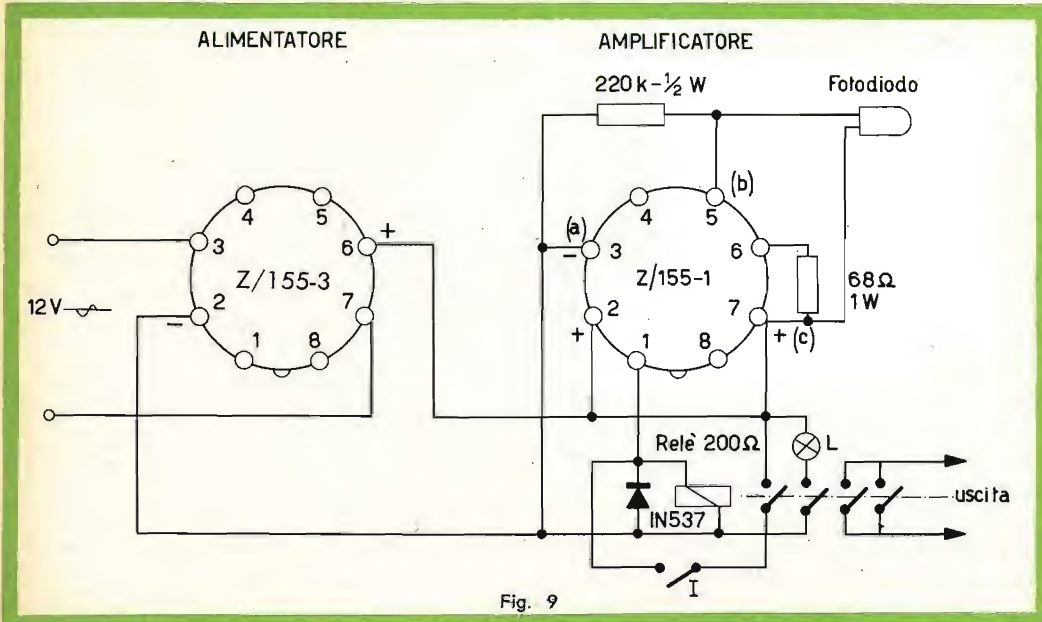 ALIMENTATORE
AMPLIFICATORE
220 k-½ W
Fotodiodo
4
5
3
6
+
Z/155-3
12V
2
-
7
1
8
(a)
3
-
4
5
(b)
6
Z/155-1
68Ω
1W
2
+
7
+ (c)
1
8
Relè 200Ω
L
IN537
uscita
I
Fig. 9